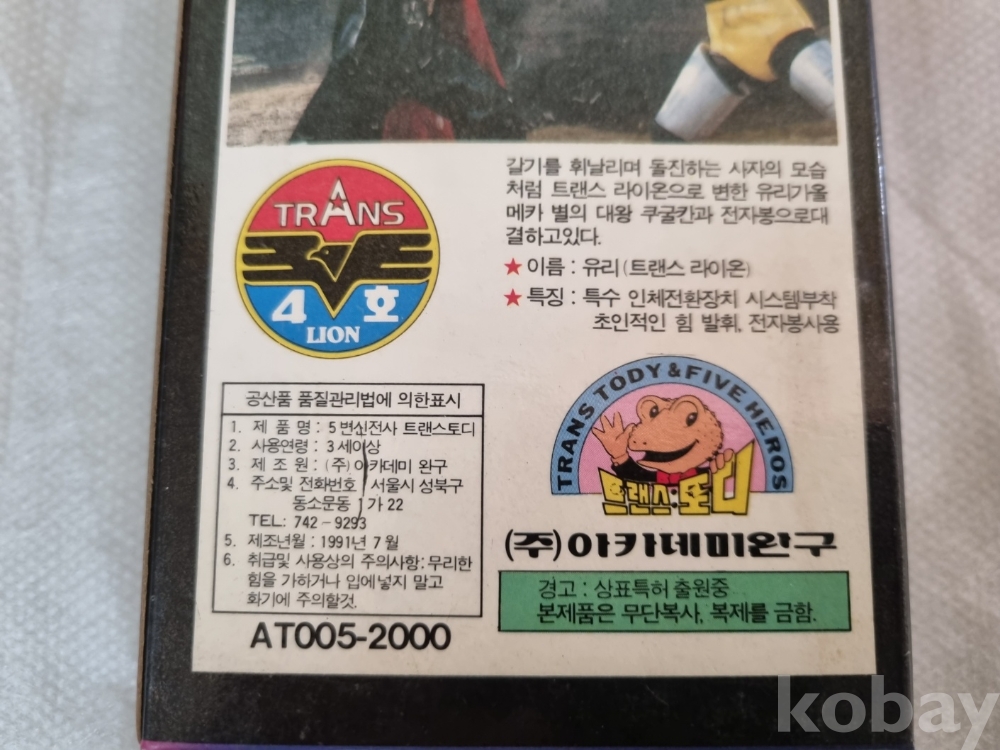 갈기를 휘날리며 돌진하는 사자의 모습
처럼 트랜스 라이온으로 변한 유리가올
메카 별의 대왕 쿠굴칸과 전자봉으로대
결하고있다.
★ 이름 : 유리(트랜스 라이온)
★ 특징 : 특수 인체전환장치 시스템부착
초인적인 힘 발휘, 전자봉사용
TRANS
4 호
LION
공산품 품질관리법에 의한표시
1. 제 품 명 : 5변신전사 트랜스토디
2. 사용연령 : 3세이상
3. 제 조 원 : (주)아카데미 완구
4. 주소및 전화번호 서울시 성북구
동소문동 1가 22
TEL: 742-9293
5. 제조년월 : 1991년 7월
6. 취급및 사용상의 주의사항: 무리한
힘을 가하거나 입에넣지 말고
화기에 주의할것.
AT005-2000
TRANS TODY & FIVE HEROS
트랜스:또디
(주)아카데미완구
경고 : 상표특허 출원중
본제품은 무단복사, 복제를 금함.
kobay